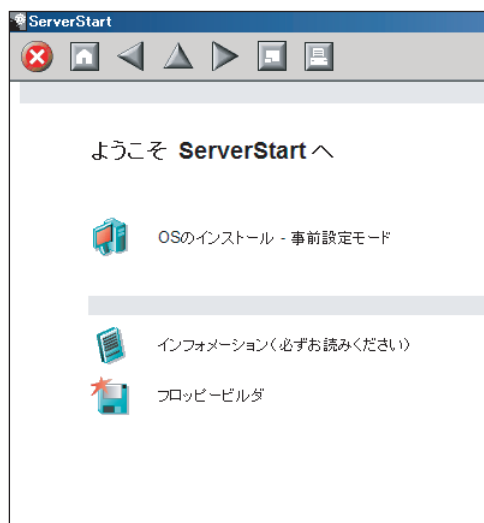 ServerStart
ようこそ ServerStart へ
OSのインストール - 事前設定モード
インフォメーション(必ずお読みください)
フロッピービルダ